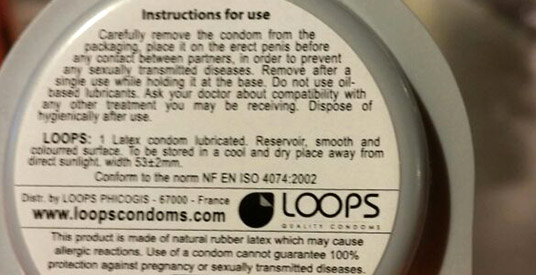 Instructions for use
Carefully remove the condom from the
packaging, place it on the erect penis before
any contact between partners, in order to prevent
any sexually transmitted diseases. Remove after a
single use while holding it at the base. Do not use oil-
based lubricants. Ask your doctor about compatibility with
any other treatment you may be receiving. Dispose of
hygienically after use.
LOOPS: 1 Latex condom lubricated. Reservoir, smooth and
coloured surface. To be stored in a cool and dry place away from
direct sunlight. width 53±2mm.
Conform to the norm NF EN ISO 4074:2002
Distr. by LOOPS PHICOGIS - 67000 - France
www.loopscondoms.com
LOOPS
QUALITY CONDOMS
This product is made of natural rubber latex which may cause
allergic reactions. Use of a condom cannot guarantee 100%
protection against pregnancy or sexually transmitted diseases.